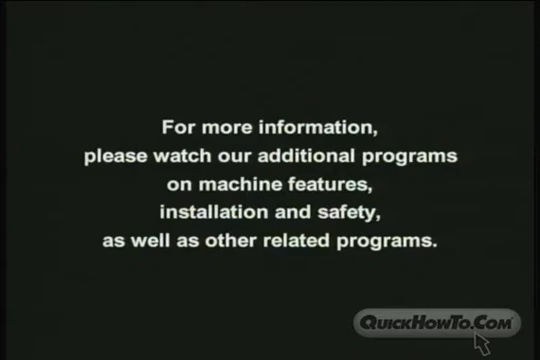 For more information,
please watch our additional programs
on machine features,
installation and safety,
as well as other related programs.
QuickHowTo.Com